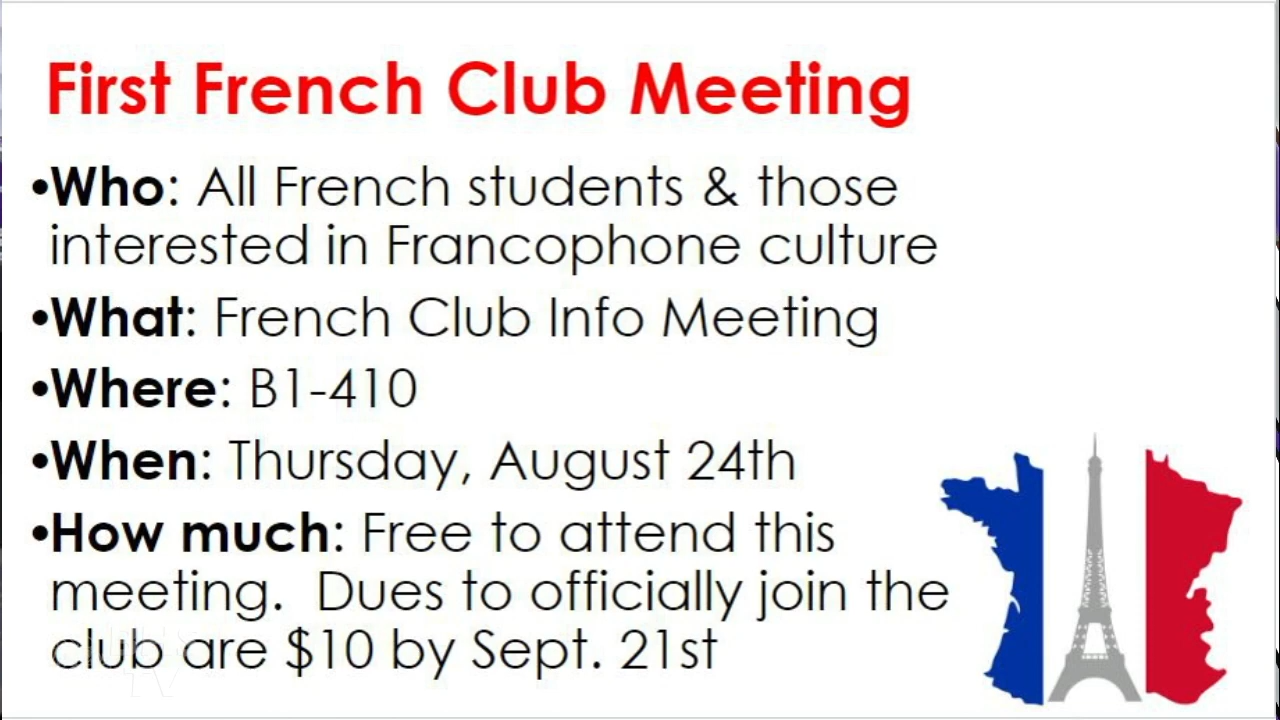 First French Club Meeting
•Who: All French students & those
interested in Francophone culture
•What: French Club Info Meeting
•Where: B1-410
•When: Thursday, August 24th
•How much: Free to attend this
meeting.  Dues to officially join the
club are $10 by Sept. 21st
TV